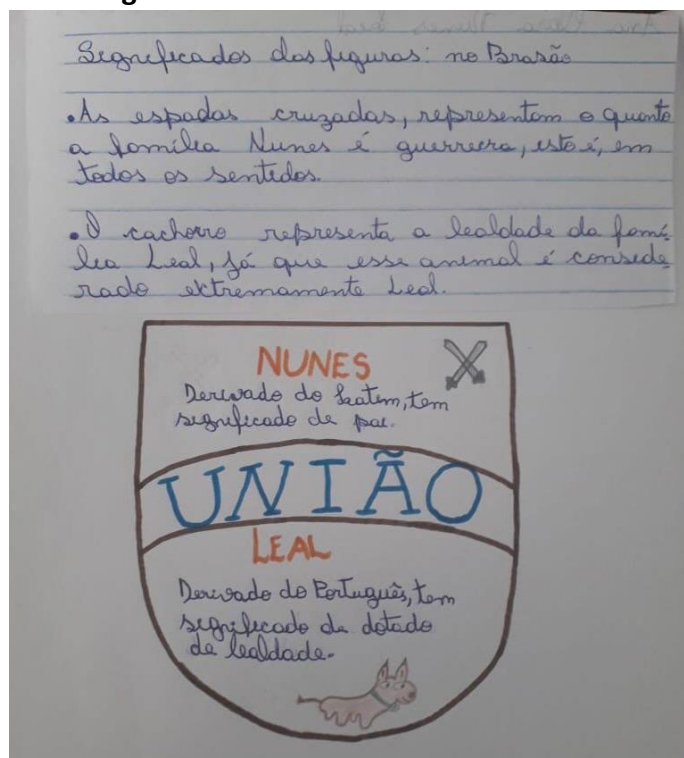 Significados das figuras: no Brasão
•As espadas cruzadas, representam o quanto
a família Nunes é guerreira, isto é, em
todos os sentidos.
•O cachorro representa a lealdade da famí-
lia Leal, já que esse animal é conside-
rado extremamente Leal.
NUNES
Derivado do Latim, tem
significado de pai.
UNIÃO
LEAL
Derivado do Português, tem
significado de dotado
de lealdade.